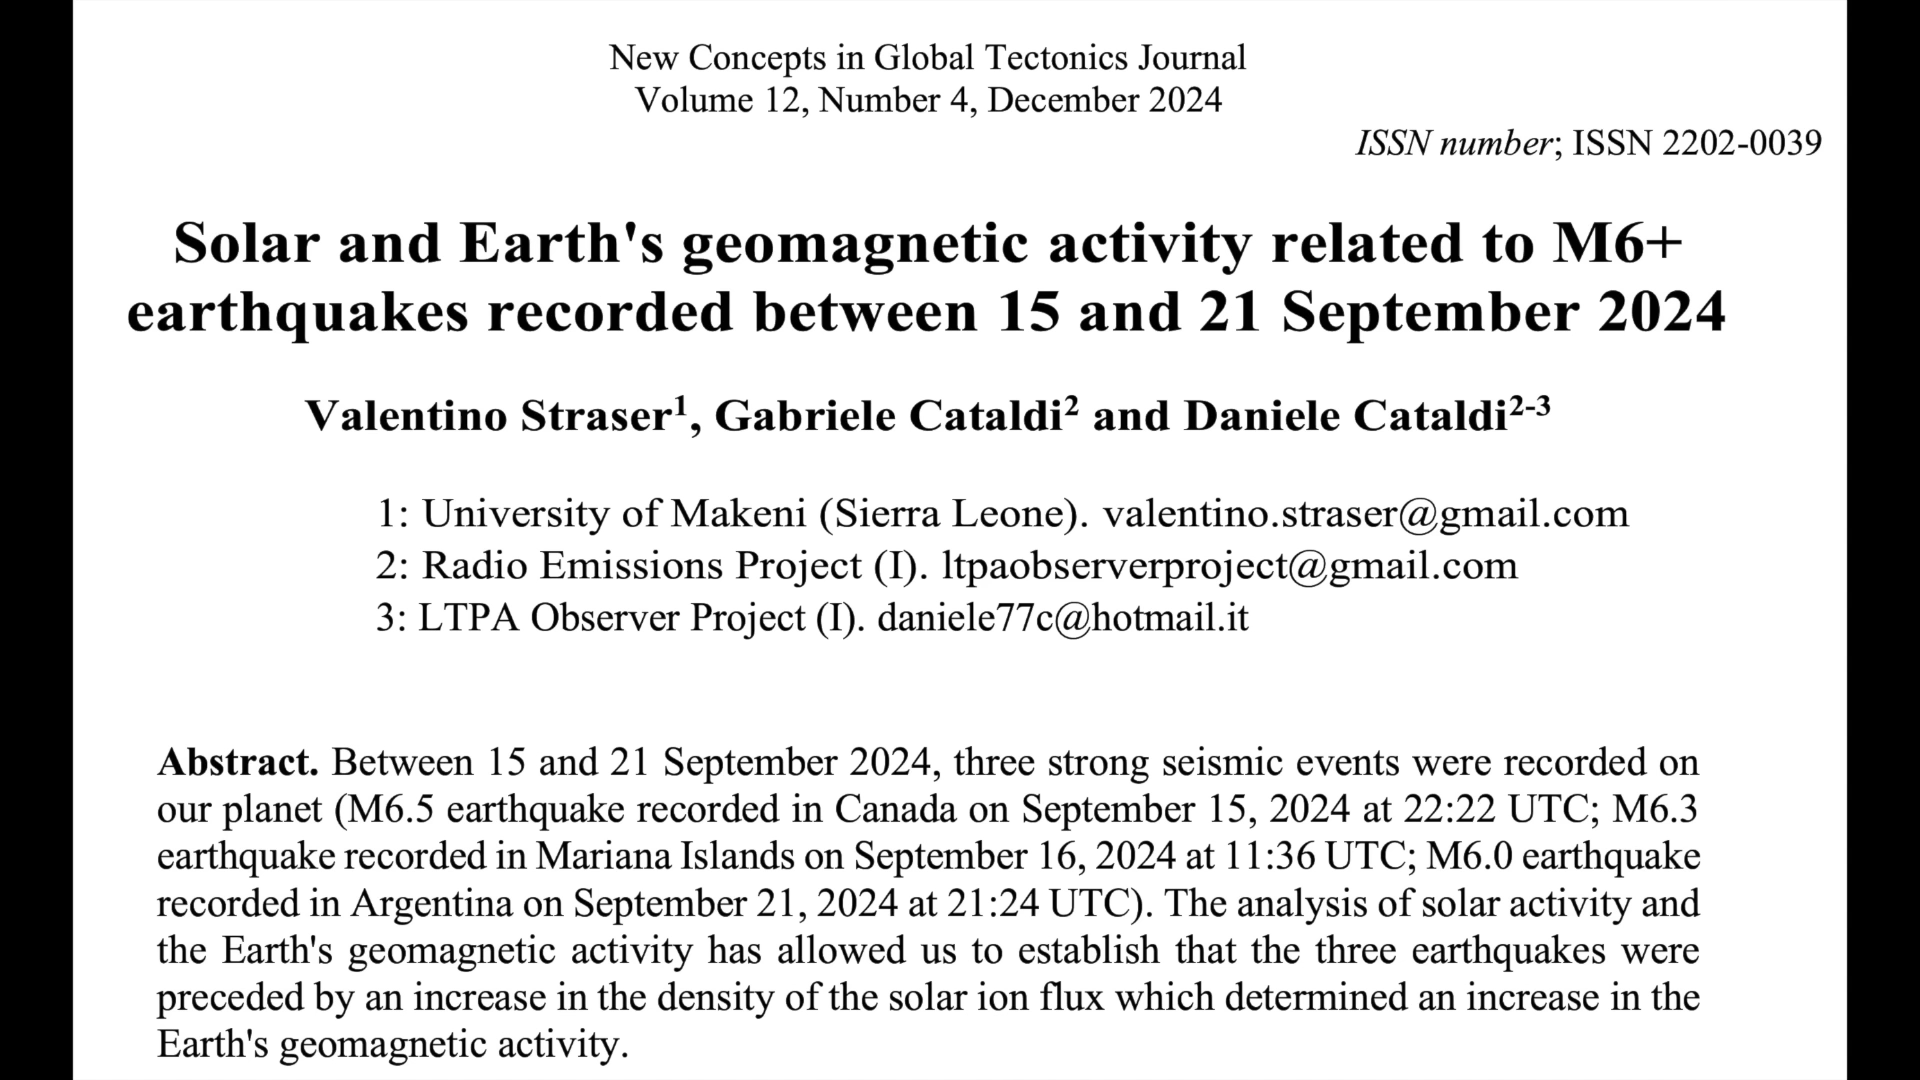 New Concepts in Global Tectonics Journal
Volume 12, Number 4, December 2024
ISSN number; ISSN 2202-0039
Solar and Earth's geomagnetic activity related to M6+
earthquakes recorded between 15 and 21 September 2024
Valentino Straser1, Gabriele Cataldi2 and Daniele Cataldi2-3
1: University of Makeni (Sierra Leone). valentino.straser@gmail.com
2: Radio Emissions Project (I). ltpaobserverproject@gmail.com
3: LTPA Observer Project (I). daniele77c@hotmail.it
Abstract. Between 15 and 21 September 2024, three strong seismic events were recorded on
our planet (M6.5 earthquake recorded in Canada on September 15, 2024 at 22:22 UTC; M6.3
earthquake recorded in Mariana Islands on September 16, 2024 at 11:36 UTC; M6.0 earthquake
recorded in Argentina on September 21, 2024 at 21:24 UTC). The analysis of solar activity and
the Earth's geomagnetic activity has allowed us to establish that the three earthquakes were
preceded by an increase in the density of the solar ion flux which determined an increase in the
Earth's geomagnetic activity.